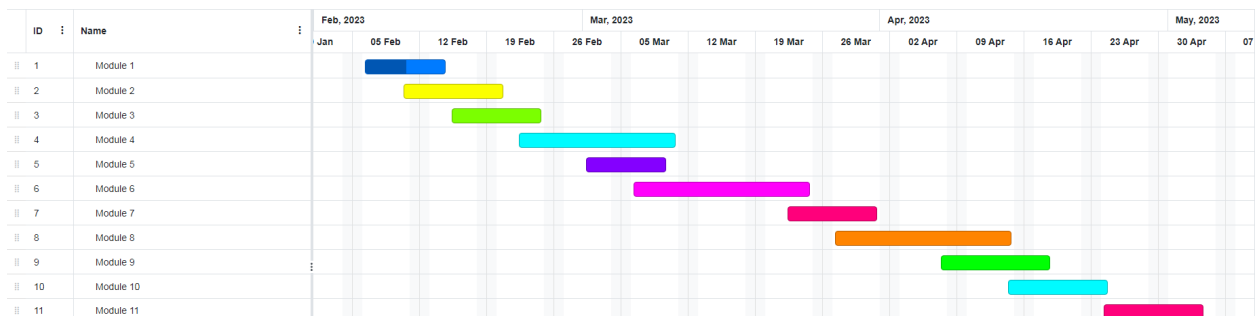 Feb, 2023 Mar, 2023 Apr, 2023 May, 2023
ID Name
Jan 05 Feb 12 Feb 19 Feb 26 Feb 05 Mar 12 Mar 19 Mar 26 Mar 02 Apr 09 Apr 16 Apr 23 Apr 30 Apr 07
1 Module 1
2 Module 2
3 Module 3
4 Module 4
5 Module 5
6 Module 6
7 Module 7
8 Module 8
9 Module 9
10 Module 10
11 Module 11